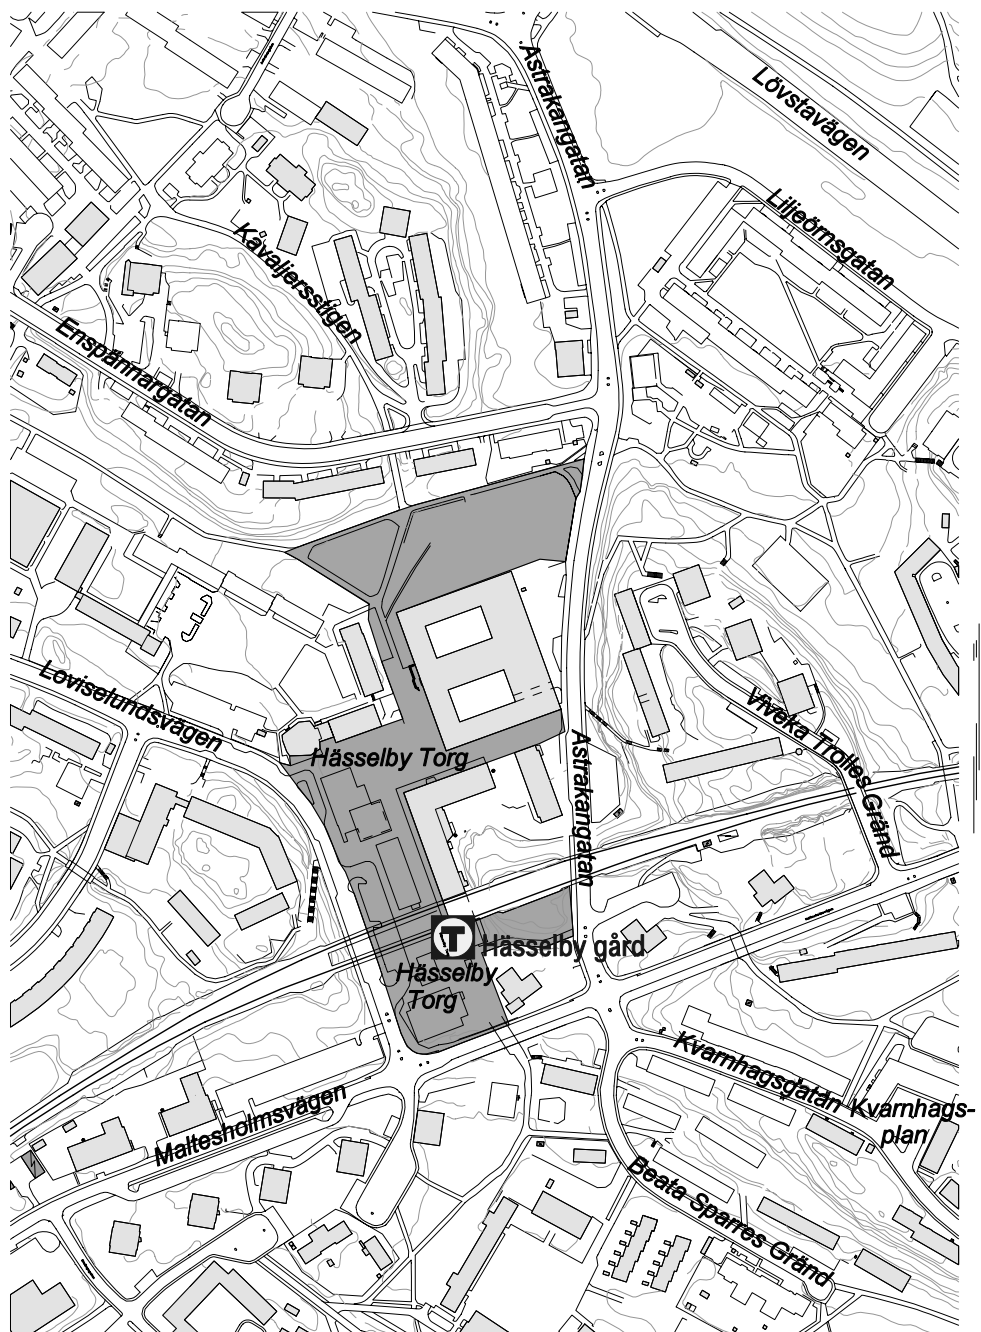 Astrakangatan
Lövstavägen
Liljeörnsgatan
Kavaljersstigen
Enspännargatan
Loviselundsvägen
Hässelby Torg
Astrakangatan
Viveka Trolles Gränd
T Hässelby gård
Hässelby
Torg
Kvarnhagsgatan
Kvarnhags-
plan
Maltesholmsvägen
Beata Sparres Gränd